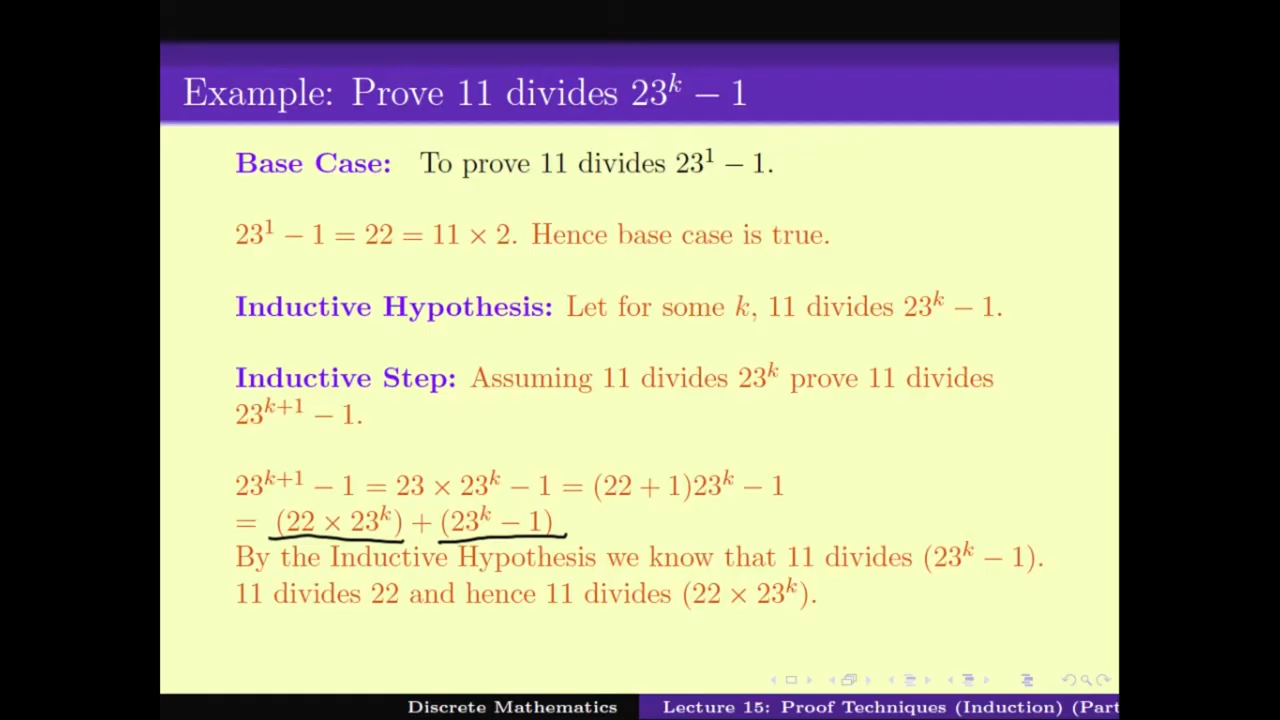 Example: Prove 11 divides 23^k − 1
Base Case: To prove 11 divides 23^1 − 1.
23^1 − 1 = 22 = 11 × 2. Hence base case is true.
Inductive Hypothesis: Let for some k, 11 divides 23^k − 1.
Inductive Step: Assuming 11 divides 23^k prove 11 divides
23^{k+1} − 1.
23^{k+1} − 1 = 23 × 23^k − 1 = (22 + 1)23^k − 1
= (22 × 23^k) + (23^k − 1)
By the Inductive Hypothesis we know that 11 divides (23^k − 1).
11 divides 22 and hence 11 divides (22 × 23^k).
Discrete Mathematics Lecture 15: Proof Techniques (Induction) (Part